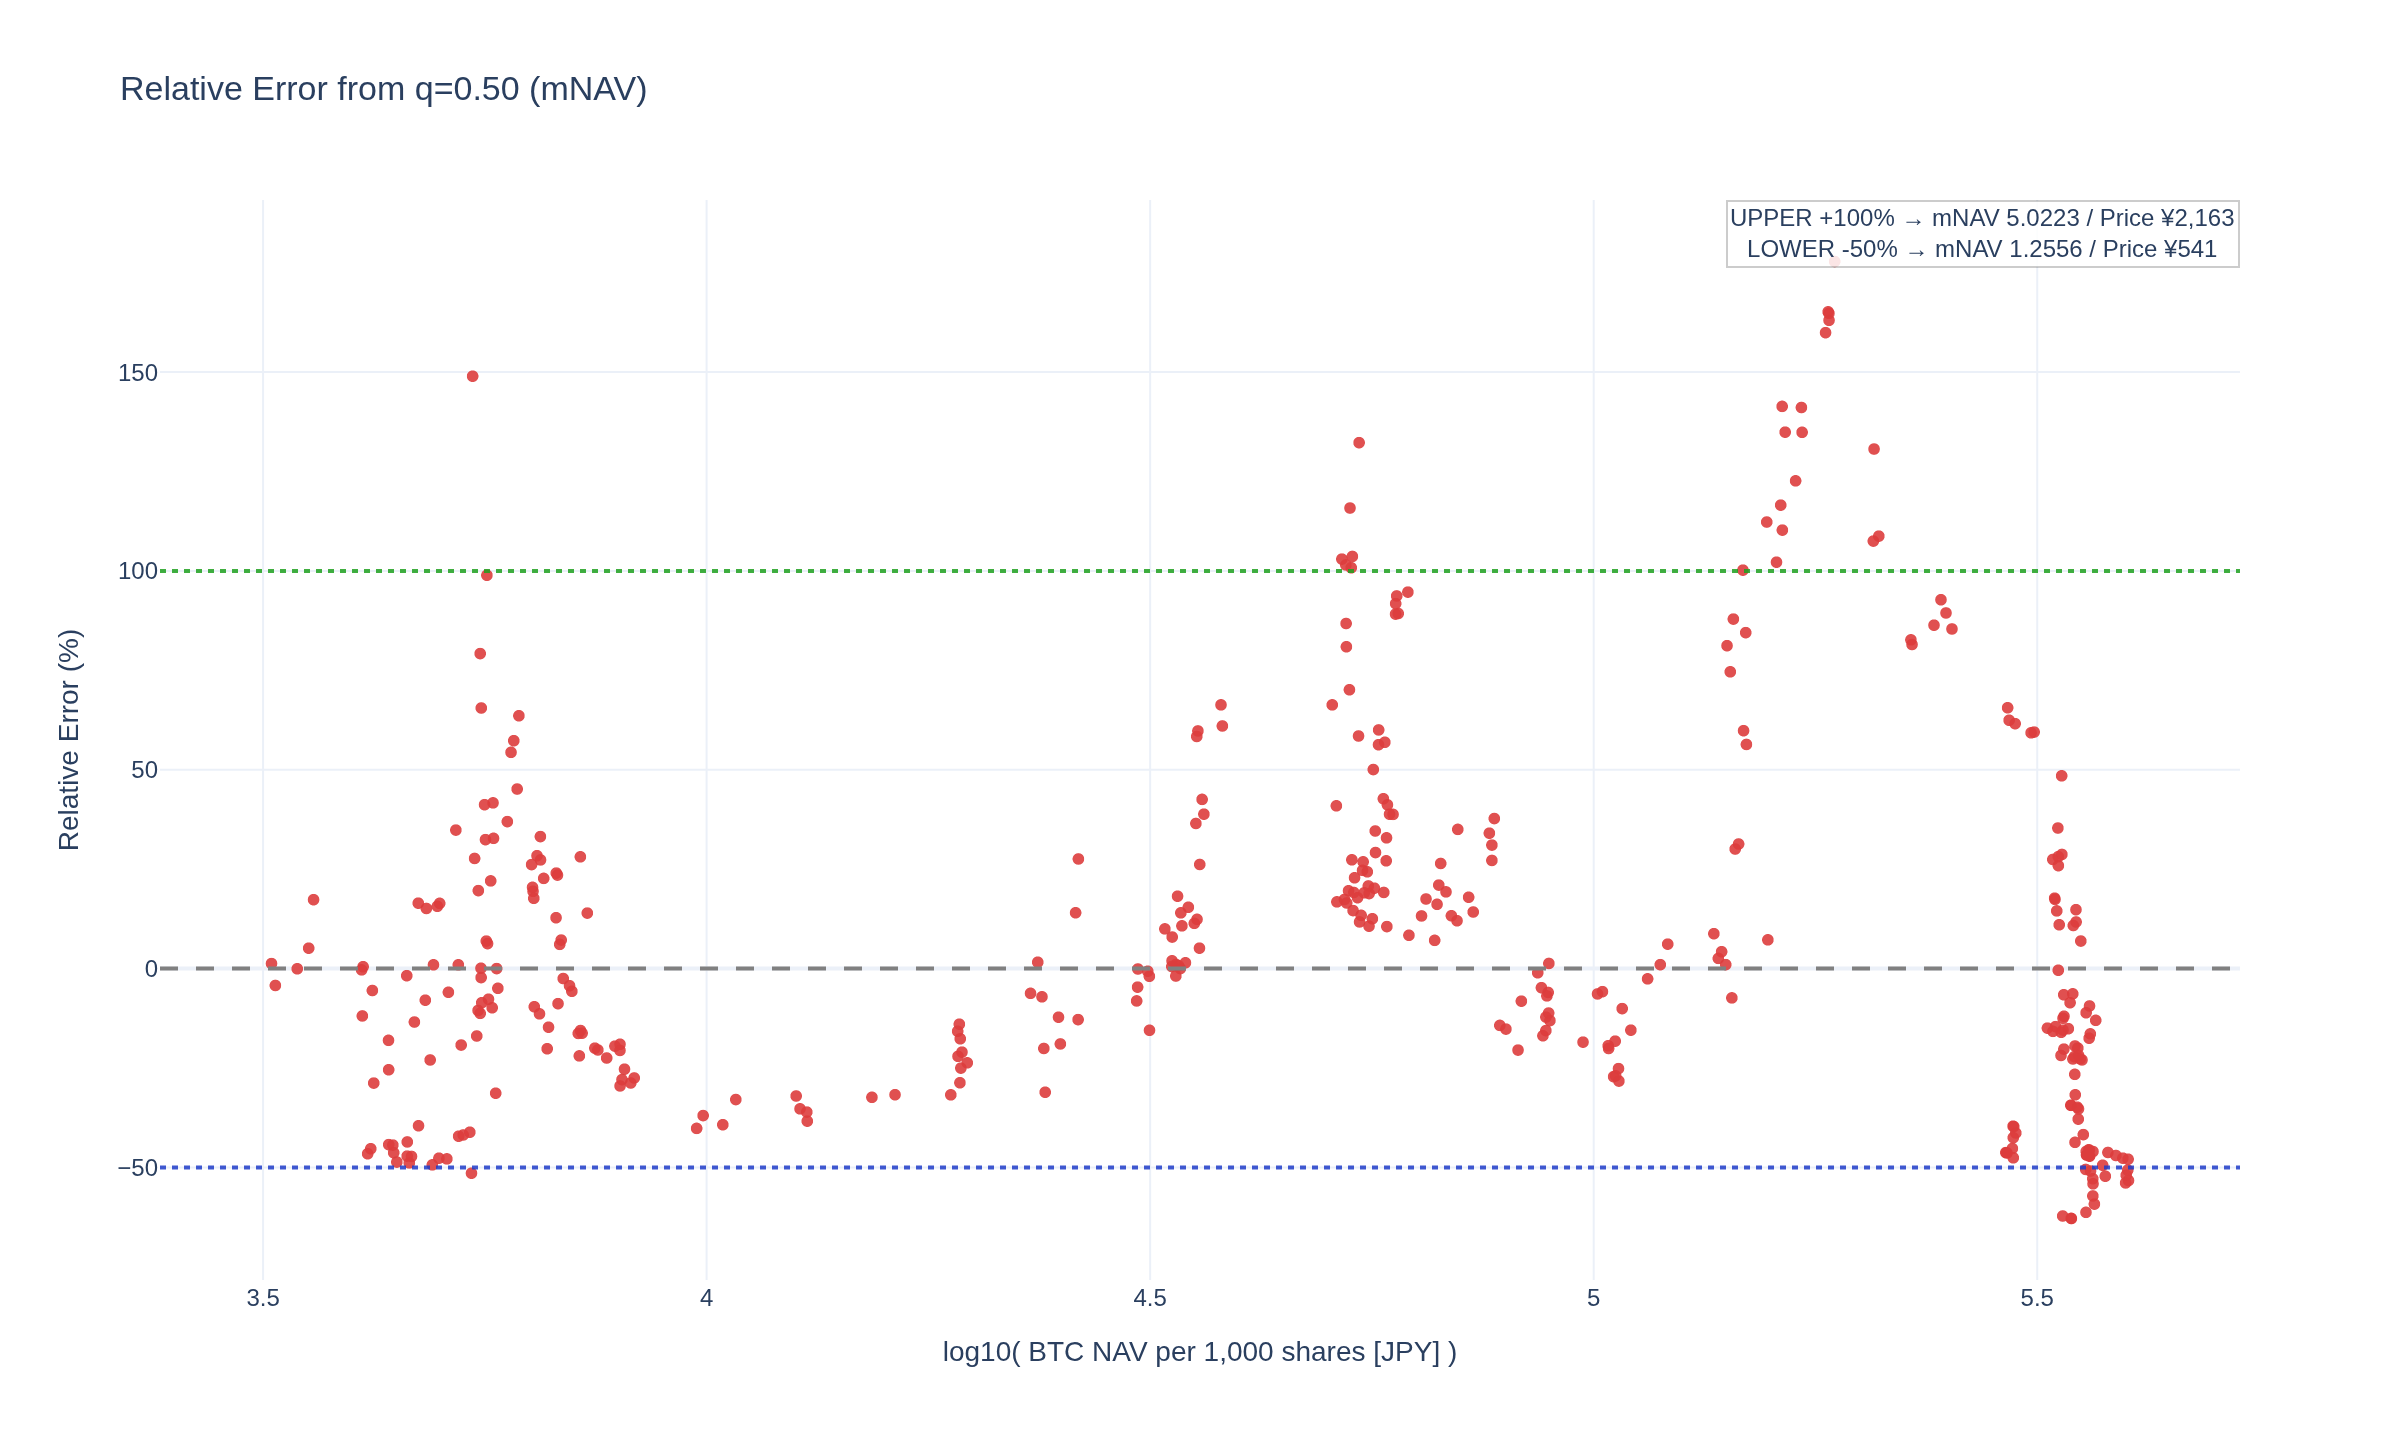 Relative Error from q=0.50 (mNAV)
UPPER +100% → mNAV 5.0223 / Price ¥2,163
LOWER -50% → mNAV 1.2556 / Price ¥541
150
100
50
0
−50
Relative Error (%)
3.5
4
4.5
5
5.5
log10( BTC NAV per 1,000 shares [JPY] )